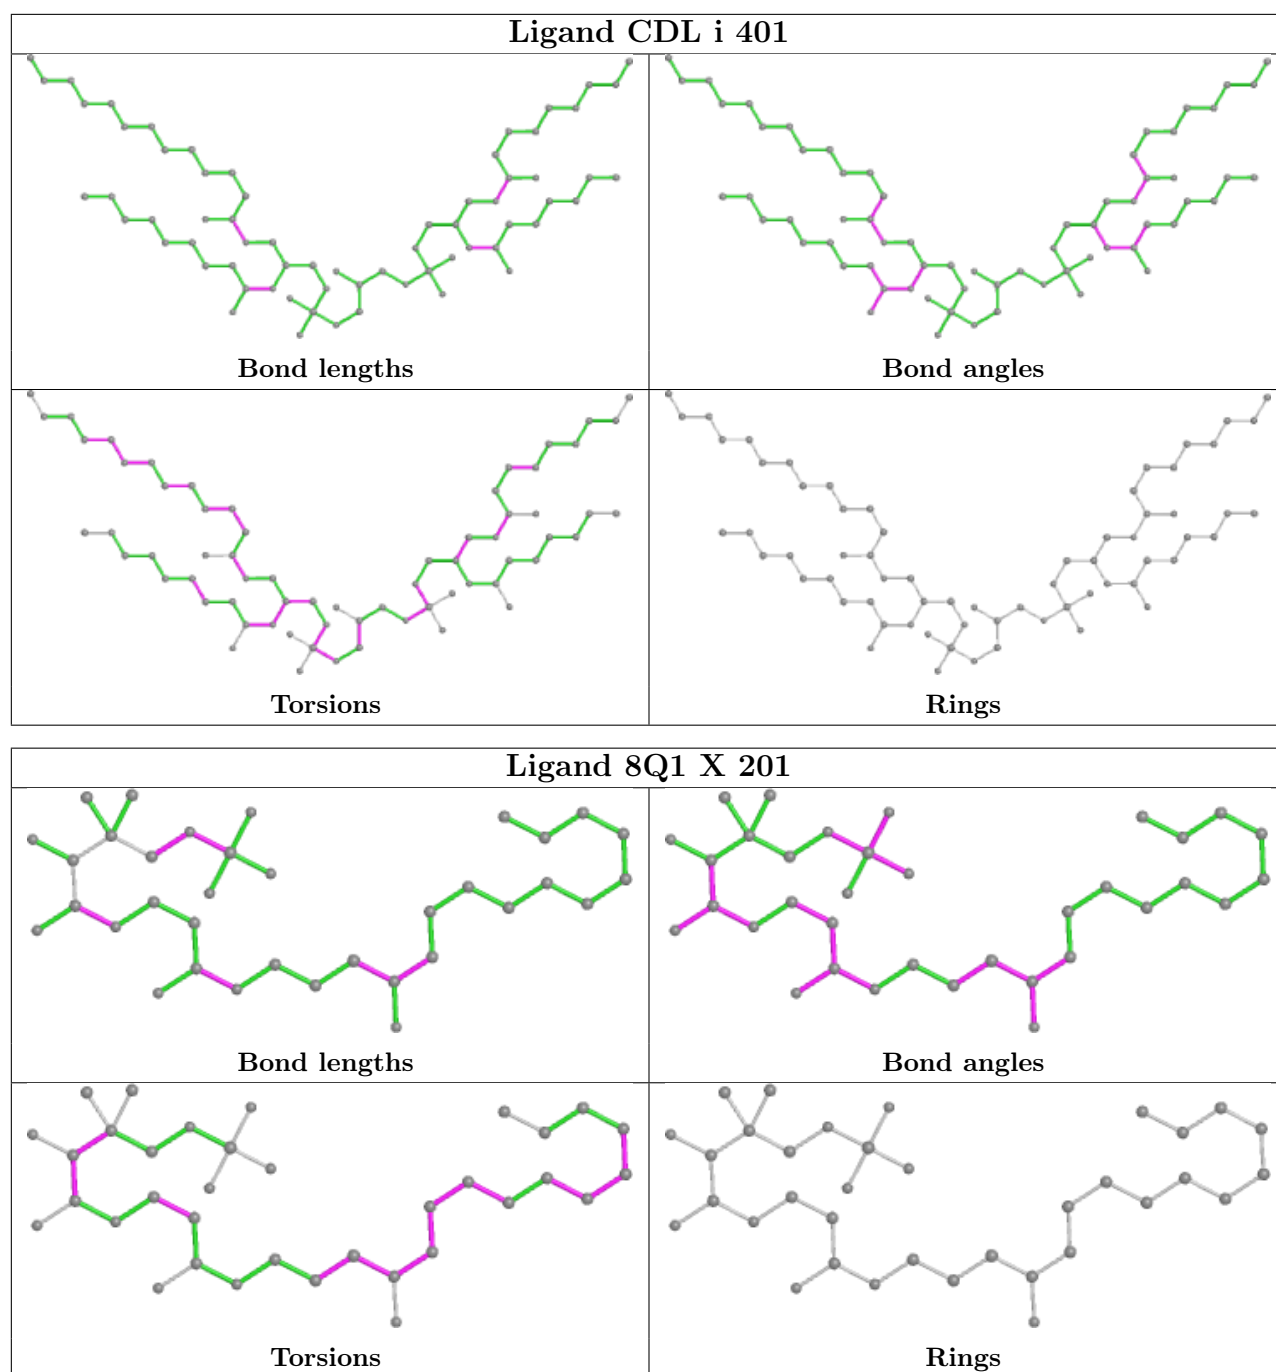 Ligand CDL i 401
Bond lengths
Bond angles
Torsions
Rings
Ligand 8Q1 X 201
Bond lengths
Bond angles
Torsions
Rings